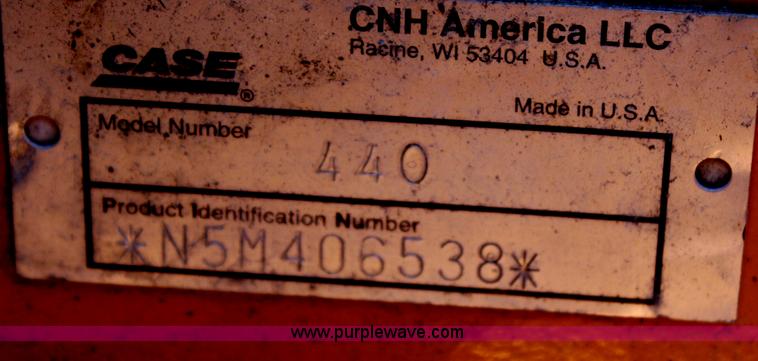 CNH America LLC
Racine, WI 53404 U.S.A.
CASE®
Made in U.S.A.
Model Number
440
Product Identification Number
*N5M406538*
www.purplewave.com